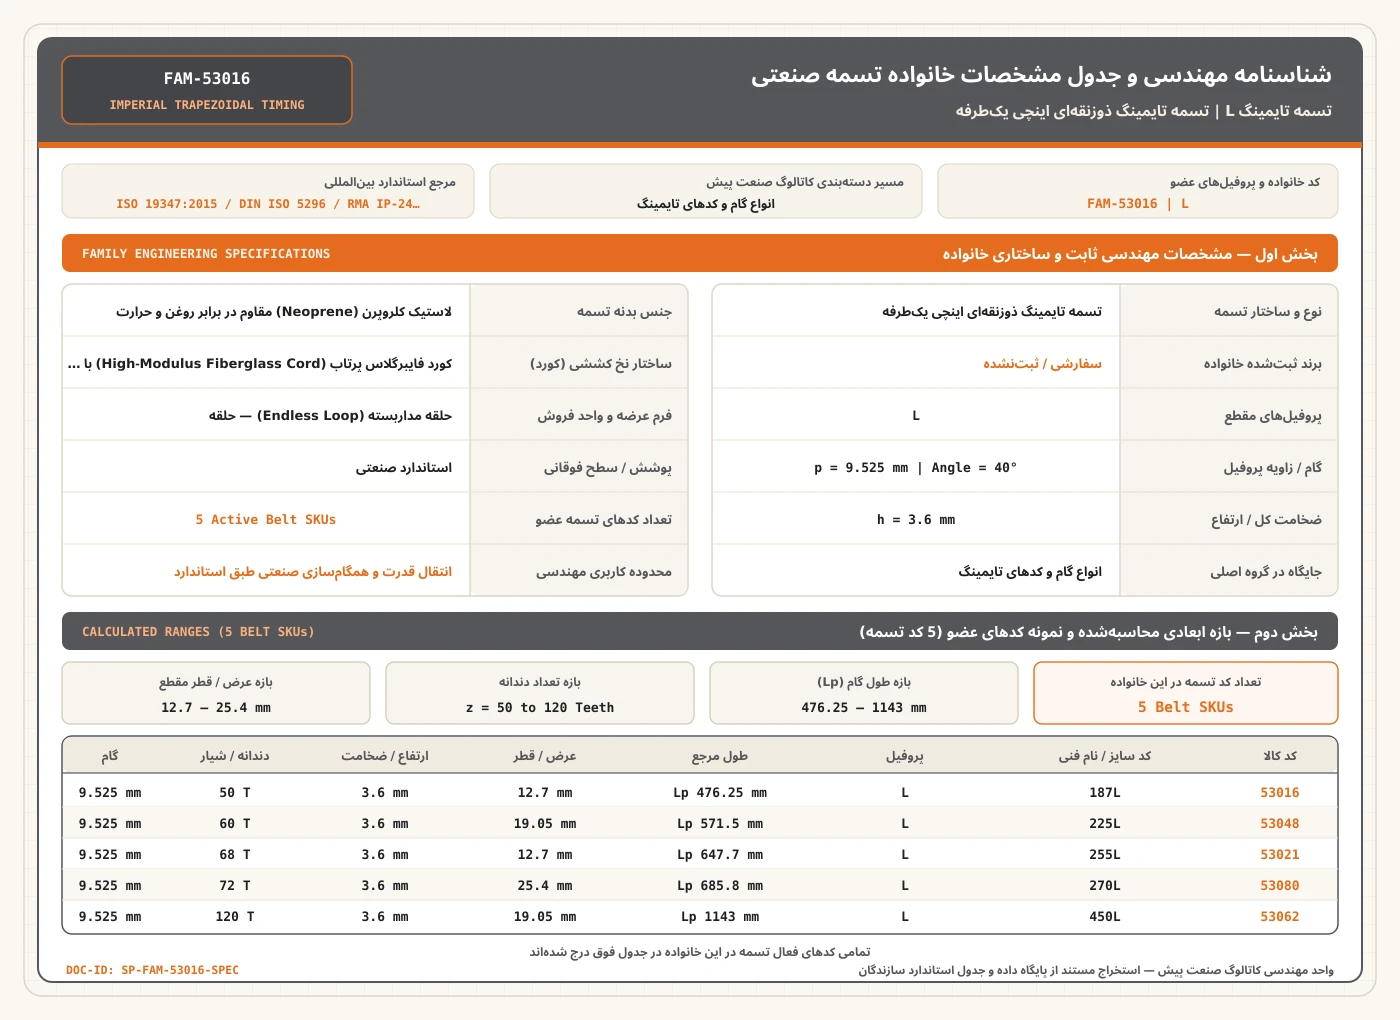 شناسنامه مهندسی و جدول مشخصات خانواده تسمه صنعتی
تسمه تایمینگ L | تسمه تایمینگ ذوزنقه‌ای اینچی یک‌طرفه
FAM-53016
IMPERIAL TRAPEZOIDAL TIMING
کد خانواده و پروفیل‌های عضو
FAM-53016 | L
مسیر دسته‌بندی کاتالوگ صنعت پیش
انواع گام و کدهای تایمینگ
مرجع استاندارد بین‌المللی
ISO 19347:2015 / DIN ISO 5296 / RMA IP-24…
بخش اول — مشخصات مهندسی ثابت و ساختاری خانواده
FAMILY ENGINEERING SPECIFICATIONS
نوع و ساختار تسمه
تسمه تایمینگ ذوزنقه‌ای اینچی یک‌طرفه
برند ثبت‌شده خانواده
سفارشی / ثبت‌نشده
پروفیل‌های مقطع
L
گام / زاویه پروفیل
p = 9.525 mm | Angle = 40°
ضخامت کل / ارتفاع
h = 3.6 mm
جایگاه در گروه اصلی
انواع گام و کدهای تایمینگ
جنس بدنه تسمه
لاستیک کلروپرن (Neoprene) مقاوم در برابر روغن و حرارت
ساختار نخ کششی (کورد)
کورد فایبرگلاس پرتاب (High-Modulus Fiberglass Cord) با ...
فرم عرضه و واحد فروش
حلقه مداربسته (Endless Loop) — حلقه
پوشش / سطح فوقانی
استاندارد صنعتی
تعداد کدهای تسمه عضو
5 Active Belt SKUs
محدوده کاربری مهندسی
انتقال قدرت و همگام‌سازی صنعتی طبق استاندارد
بخش دوم — بازه ابعادی محاسبه‌شده و نمونه کدهای عضو (5 کد تسمه)
CALCULATED RANGES (5 BELT SKUs)
تعداد کد تسمه در این خانواده
5 Belt SKUs
بازه طول گام (Lp)
476.25 – 1143 mm
بازه تعداد دندانه
z = 50 to 120 Teeth
بازه عرض / قطر مقطع
12.7 – 25.4 mm
کد کالا | کد سایز / نام فنی | پروفیل | طول مرجع | عرض / قطر | ارتفاع / ضخامت | دندانه / شیار | گام
53016 | 187L | L | Lp 476.25 mm | 12.7 mm | 3.6 mm | 50 T | 9.525 mm
53048 | 225L | L | Lp 571.5 mm | 19.05 mm | 3.6 mm | 60 T | 9.525 mm
53021 | 255L | L | Lp 647.7 mm | 12.7 mm | 3.6 mm | 68 T | 9.525 mm
53080 | 270L | L | Lp 685.8 mm | 25.4 mm | 3.6 mm | 72 T | 9.525 mm
53062 | 450L | L | Lp 1143 mm | 19.05 mm | 3.6 mm | 120 T | 9.525 mm
تمامی کدهای فعال تسمه در این خانواده در جدول فوق درج شده‌اند
واحد مهندسی کاتالوگ صنعت پیش — استخراج مستند از پایگاه داده و جدول استاندارد سازندگان
DOC-ID: SP-FAM-53016-SPEC